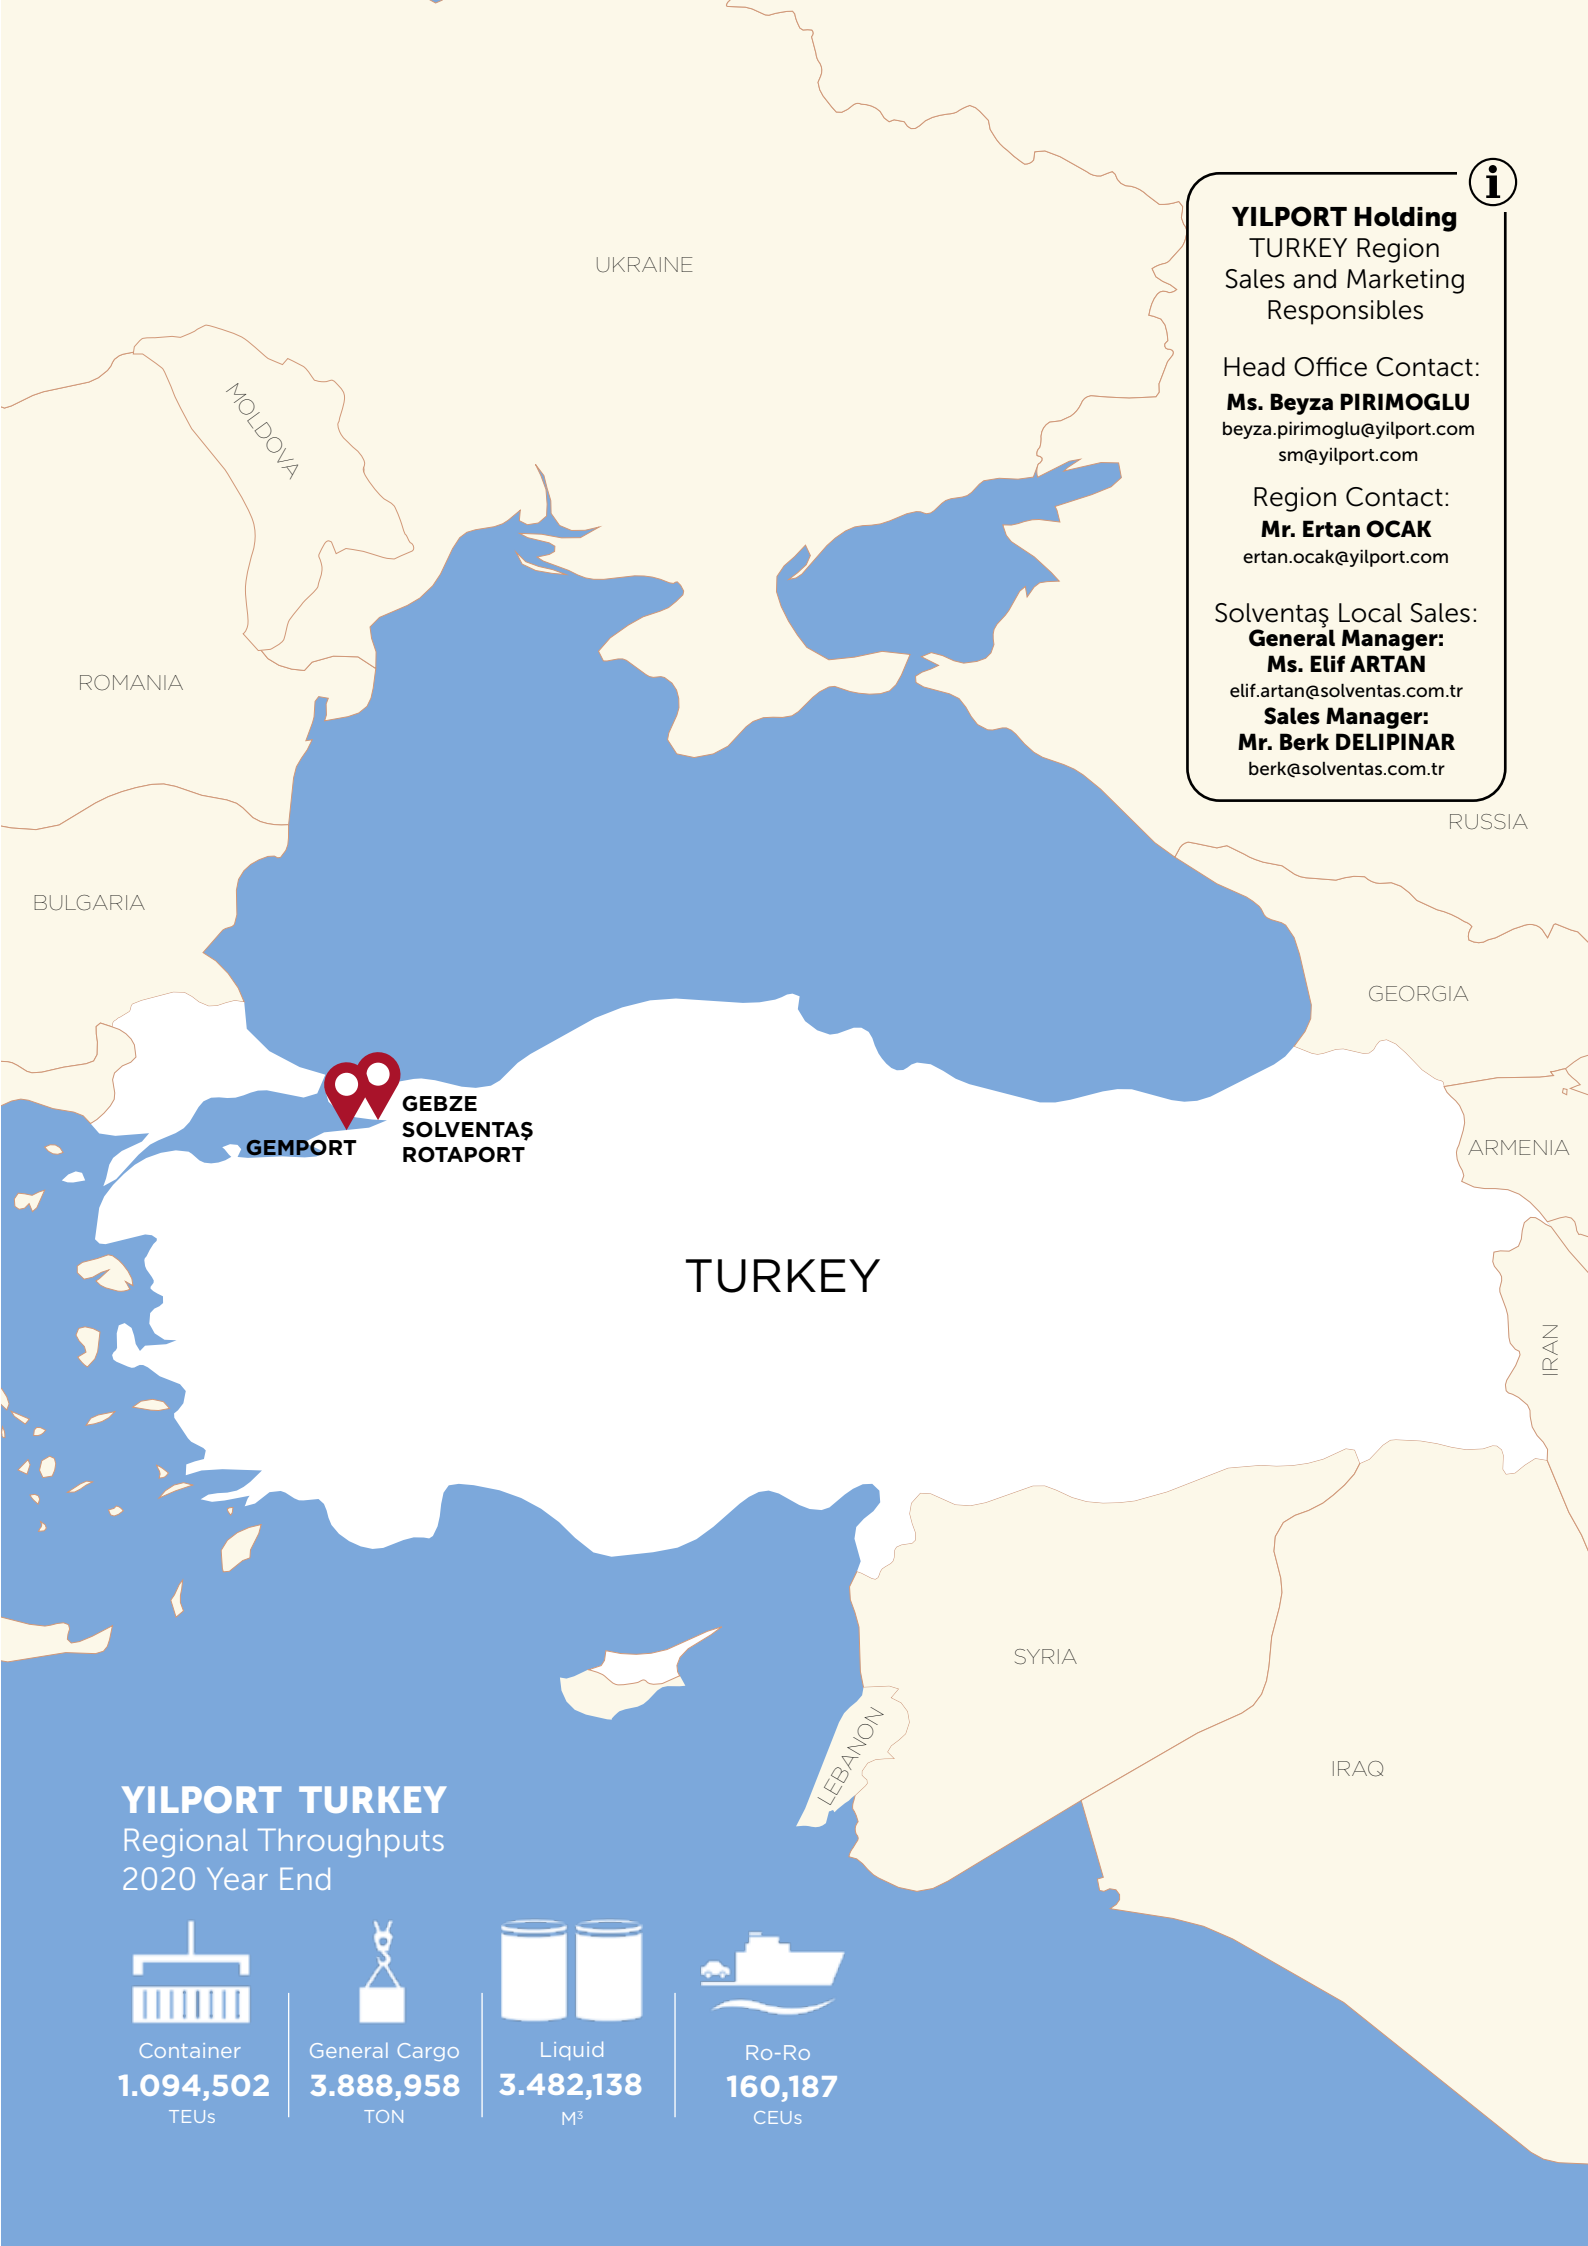 UKRAINE
MOLDOVA
ROMANIA
BULGARIA
YILPORT Holding
TURKEY Region
Sales and Marketing
Responsibles
Head Office Contact:
Ms. Beyza PIRIMOGLU
beyza.pirimoglu@yilport.com
sm@yilport.com
Region Contact:
Mr. Ertan OCAK
ertan.ocak@yilport.com
Solventaş Local Sales:
General Manager:
Ms. Elif ARTAN
elif.artan@solventas.com.tr
Sales Manager:
Mr. Berk DELIPINAR
berk@solventas.com.tr
RUSSIA
GEORGIA
ARMENIA
IRAN
GEMPORT
GEBZE
SOLVENTAŞ
ROTAPORT
TURKEY
SYRIA
LEBANON
IRAQ
YILPORT TURKEY
Regional Throughputs
2020 Year End
Container
1.094,502
TEUs
General Cargo
3.888,958
TON
Liquid
3.482,138
M³
Ro-Ro
160,187
CEUs